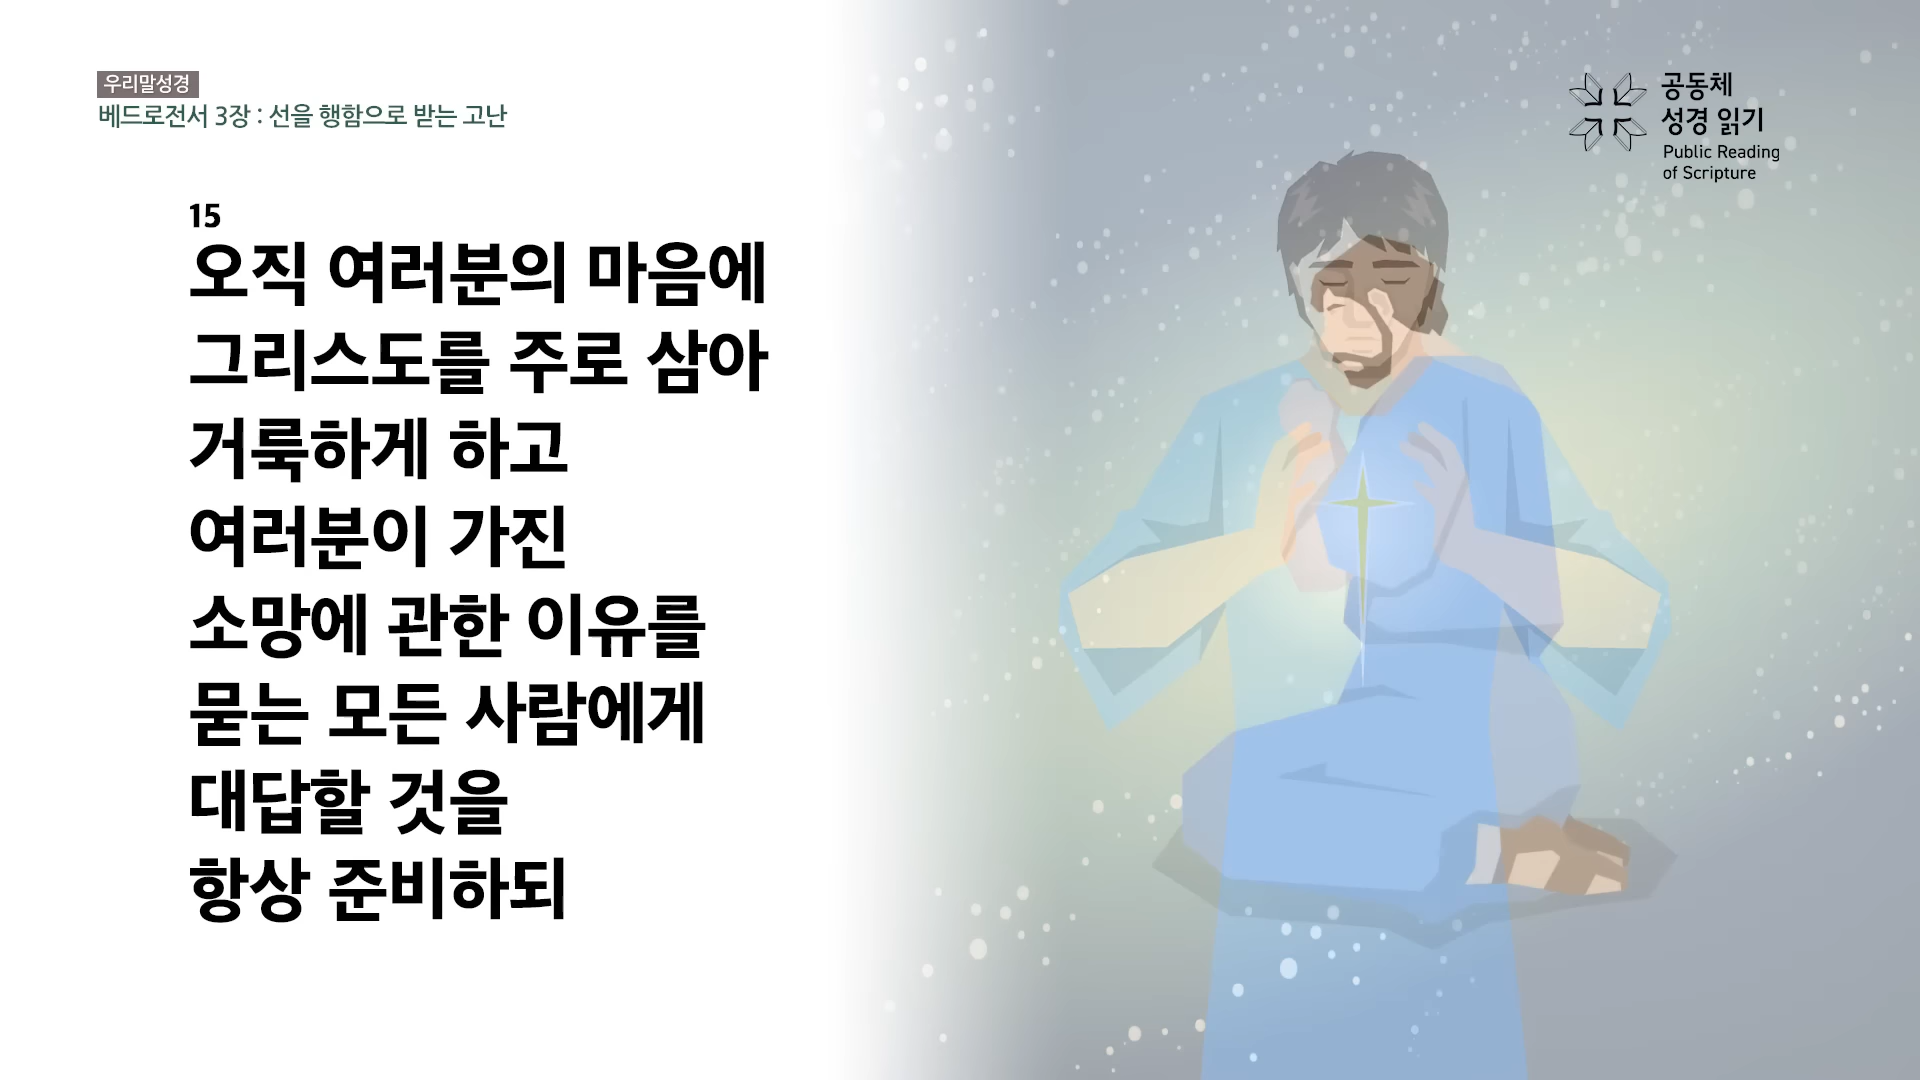 우리말성경
베드로전서 3장 : 선을 행함으로 받는 고난
공동체
성경 읽기
Public Reading
of Scripture
15
오직 여러분의 마음에
그리스도를 주로 삼아
거룩하게 하고
여러분이 가진
소망에 관한 이유를
묻는 모든 사람에게
대답할 것을
항상 준비하되